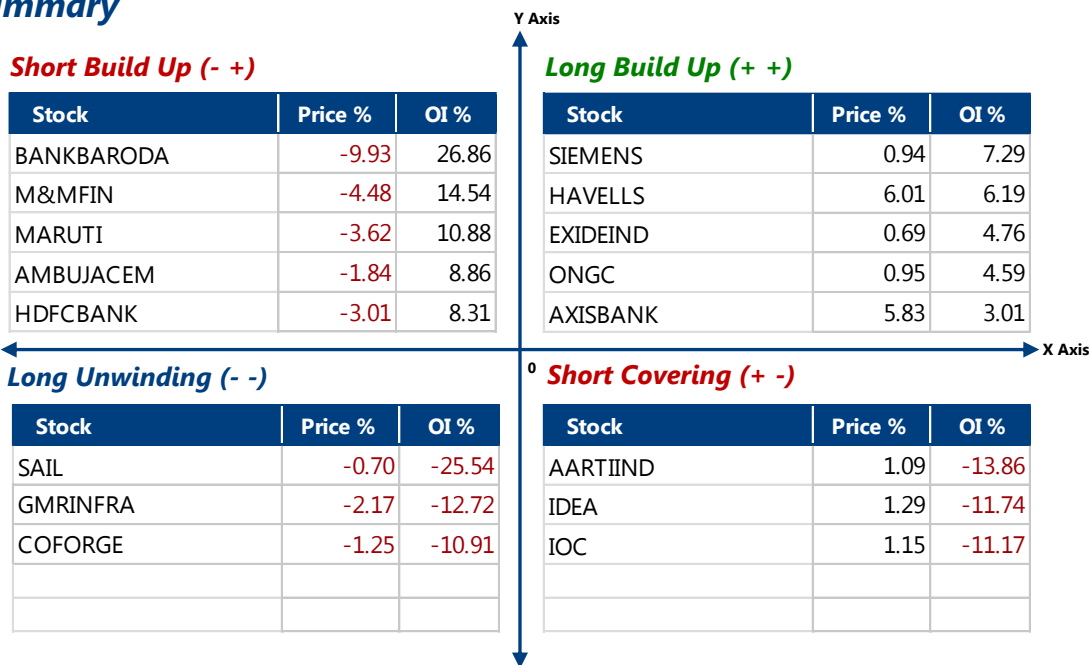 Y Axis
Short Build Up (- +)
Stock Price % OI %
BANKBARODA -9.93 26.86
M&MFIN -4.48 14.54
MARUTI -3.62 10.88
AMBUJACEM -1.84 8.86
HDFCBANK -3.01 8.31
Long Build Up (+ +)
Stock Price % OI %
SIEMENS 0.94 7.29
HAVELLS 6.01 6.19
EXIDEIND 0.69 4.76
ONGC 0.95 4.59
AXISBANK 5.83 3.01
X Axis
0
Long Unwinding (- -)
Stock Price % OI %
SAIL -0.70 -25.54
GMRINFRA -2.17 -12.72
COFORGE -1.25 -10.91
Short Covering (+ -)
Stock Price % OI %
AARTIIND 1.09 -13.86
IDEA 1.29 -11.74
IOC 1.15 -11.17